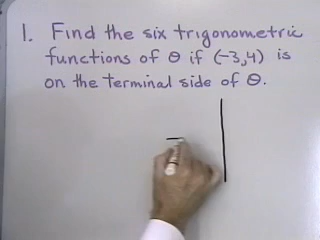 1. Find the six trigonometric
functions of θ if (-3,4) is
on the terminal side of θ.